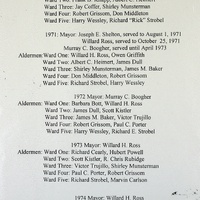 Ward Three: Jay Coffer, Shirley Munsterman
Ward Four: Robert Grissom, Don Middleton
Ward Five: Harry Wessley, Richard "Rick" Strobel
1971: Mayor: Joseph E. Shelton, served to August 1, 1971
Willard Ross, served to October 25, 1971
Murray C. Bougher, served until April 1973
Aldermen: Ward One: Willard H. Ross, Owen Griffith
Ward Two: Albert C. Heimert, James Dull
Ward Three: Shirley Munsterman, James M. Baker
Ward Four: Don Middleton, Robert Grissom
Ward Five: Richard Strobel, Harry Wessley
1972 Mayor: Murray C. Bougher
Aldermen: Ward One: Barbara Bott, Willard H. Ross
Ward Two: James Dull, Scott Kistler
Ward Three: James M. Baker, Victor Trujillo
Ward Four: Robert Grissom, Paul C. Porter
Ward Five: Harry Wessley, Richard E. Strobel
1973 Mayor: Willard H. Ross
Aldermen: Ward One: Richard Cearly, Hubert Powell
Ward Two: Scott Kistler, R. Chris Rubidge
Ward Three: Victor Trujillo, Shirley Munsterman
Ward Four: Paul C. Porter, Robert Grissom
Ward Five: Richard Strobel, Marvin Carlson
1974 Mayor: Willard H. Ross